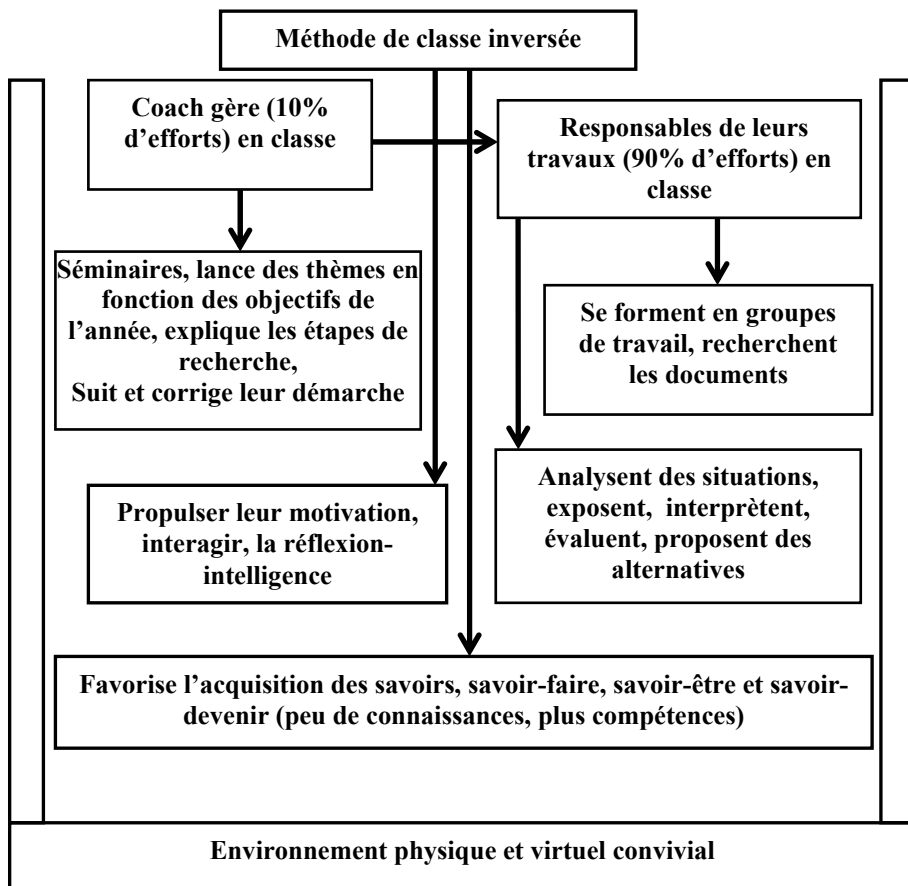 Méthode de classe inversée
Coach gère (10%
d’efforts) en classe
Responsables de leurs
travaux (90% d’efforts) en
classe
Séminaires, lance des thèmes en
fonction des objectifs de
l’année, explique les étapes de
recherche,
Suit et corrige leur démarche
Se forment en groupes
de travail, recherchent
les documents
Propulser leur motivation,
interagir, la réflexion-
intelligence
Analysent des situations,
exposent, interprètent,
évaluent, proposent des
alternatives
Favorise l’acquisition des savoirs, savoir-faire, savoir-être et savoir-
devenir (peu de connaissances, plus compétences)
Environnement physique et virtuel convivial